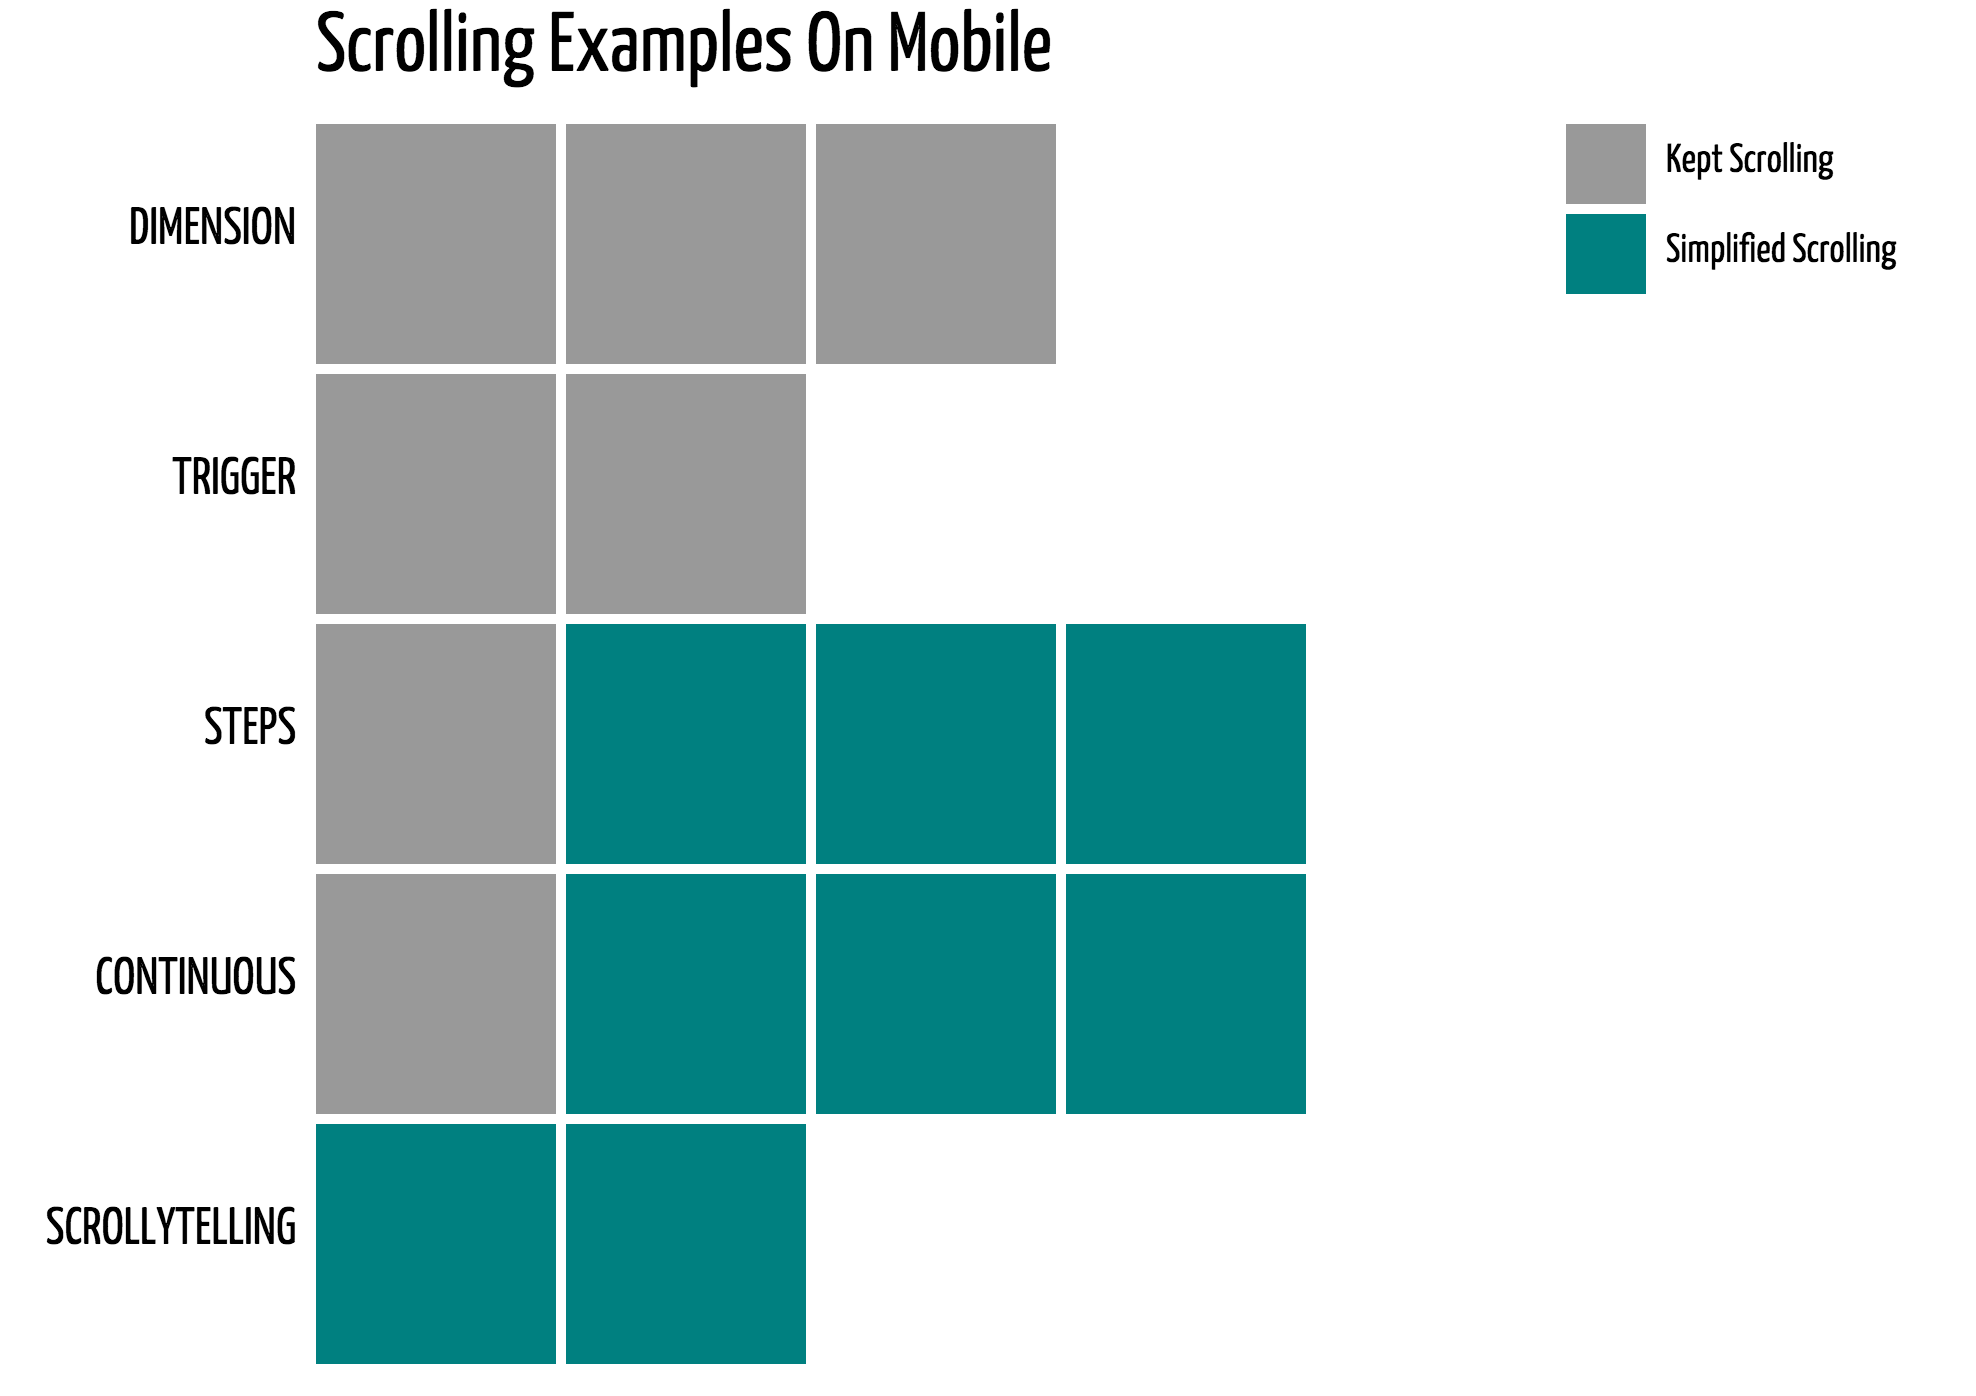 Scrolling Examples On Mobile
Kept Scrolling
Simplified Scrolling
DIMENSION
TRIGGER
STEPS
CONTINUOUS
SCROLLYTELLING